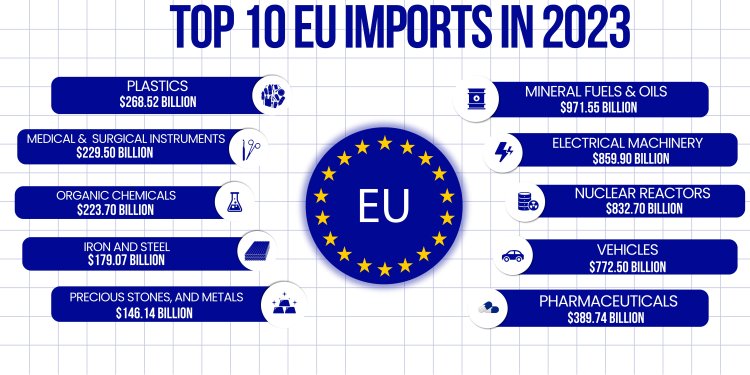 TOP 10 EU IMPORTS IN 2023
PLASTICS
$268.52 BILLION
MEDICAL & SURGICAL INSTRUMENTS
$229.50 BILLION
ORGANIC CHEMICALS
$223.70 BILLION
IRON AND STEEL
$179.07 BILLION
PRECIOUS STONES, AND METALS
$146.14 BILLION
EU
MINERAL FUELS & OILS
$971.55 BILLION
ELECTRICAL MACHINERY
$859.90 BILLION
NUCLEAR REACTORS
$832.70 BILLION
VEHICLES
$772.50 BILLION
PHARMACEUTICALS
$389.74 BILLION